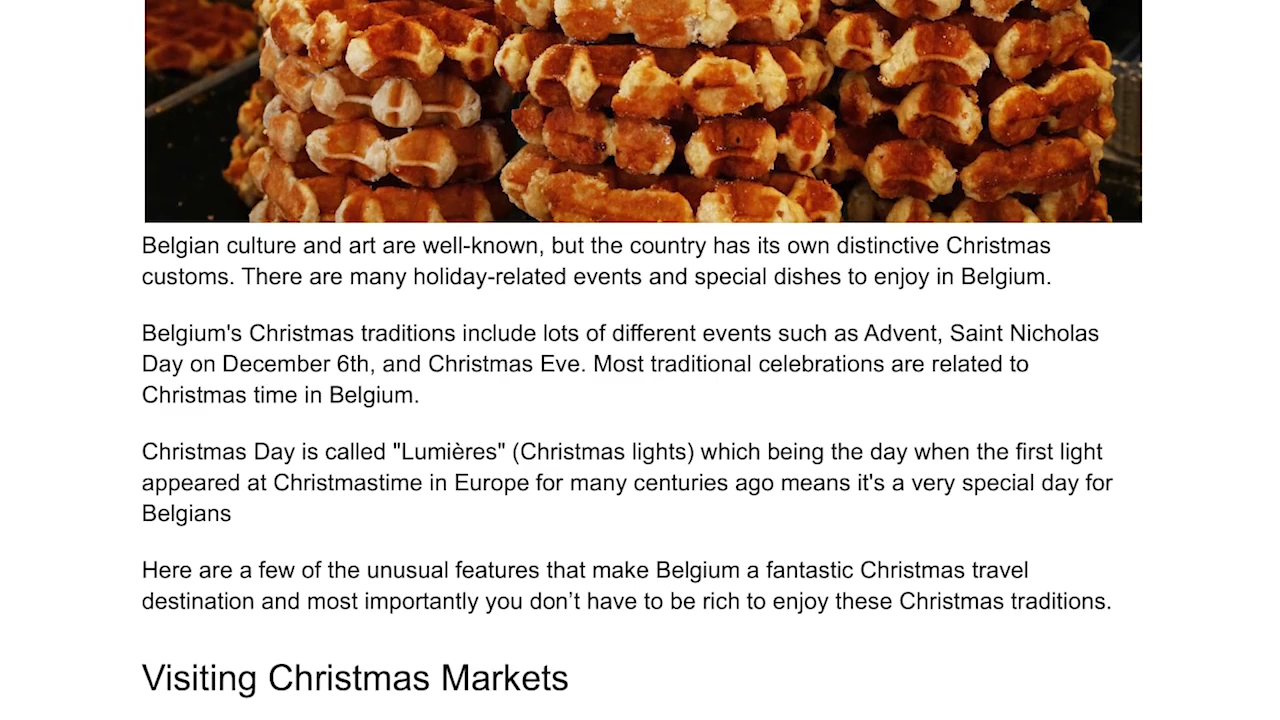 Belgian culture and art are well-known, but the country has its own distinctive Christmas
customs. There are many holiday-related events and special dishes to enjoy in Belgium.
Belgium's Christmas traditions include lots of different events such as Advent, Saint Nicholas
Day on December 6th, and Christmas Eve. Most traditional celebrations are related to
Christmas time in Belgium.
Christmas Day is called "Lumières" (Christmas lights) which being the day when the first light
appeared at Christmastime in Europe for many centuries ago means it's a very special day for
Belgians
Here are a few of the unusual features that make Belgium a fantastic Christmas travel
destination and most importantly you don’t have to be rich to enjoy these Christmas traditions.
Visiting Christmas Markets